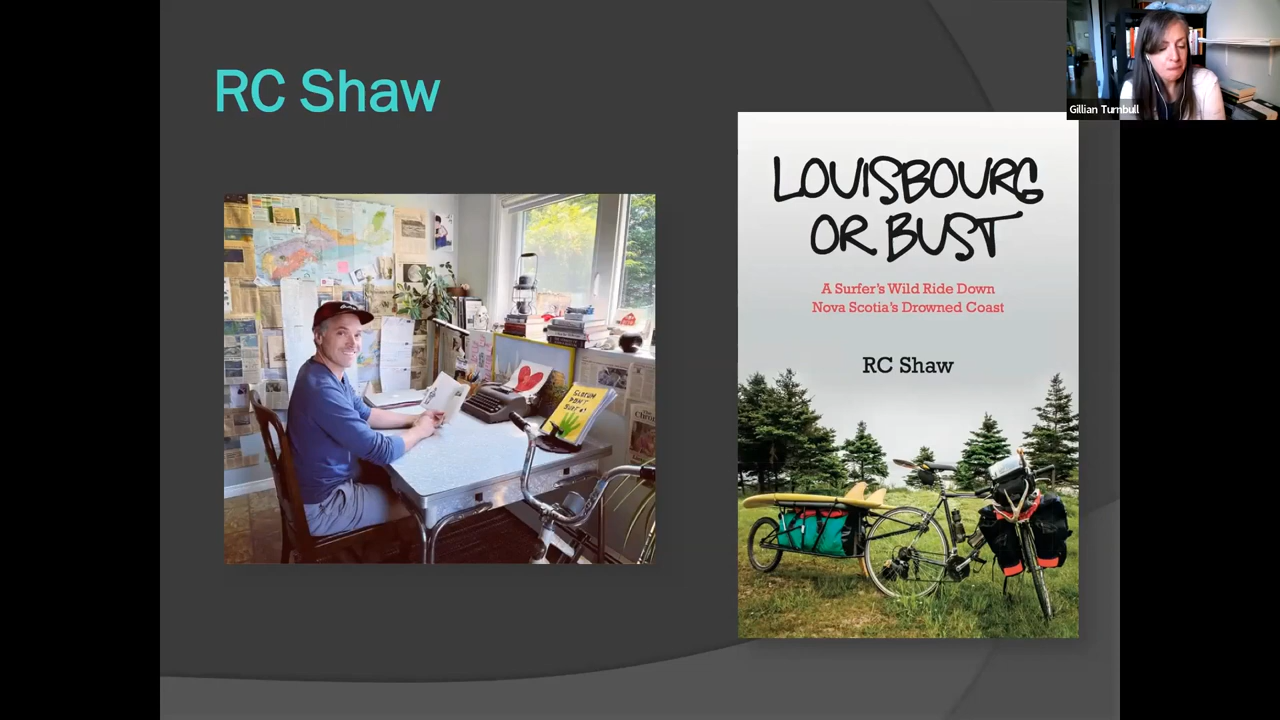 RC Shaw
Gillian Turnbull
LOUISBOURG
OR BUST
A Surfer's Wild Ride Down
Nova Scotia's Drowned Coast
RC Shaw